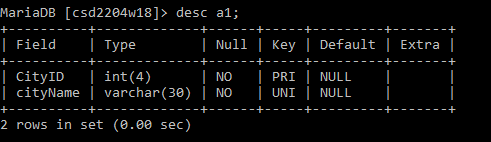 MariaDB [csd2204w18]> desc a1;
+----------+-------------+------+-----+---------+-------+
| Field    | Type        | Null | Key | Default | Extra |
+----------+-------------+------+-----+---------+-------+
| CityID   | int(4)      | NO   | PRI | NULL    |       |
| cityName | varchar(30) | NO   | UNI | NULL    |       |
+----------+-------------+------+-----+---------+-------+
2 rows in set (0.00 sec)